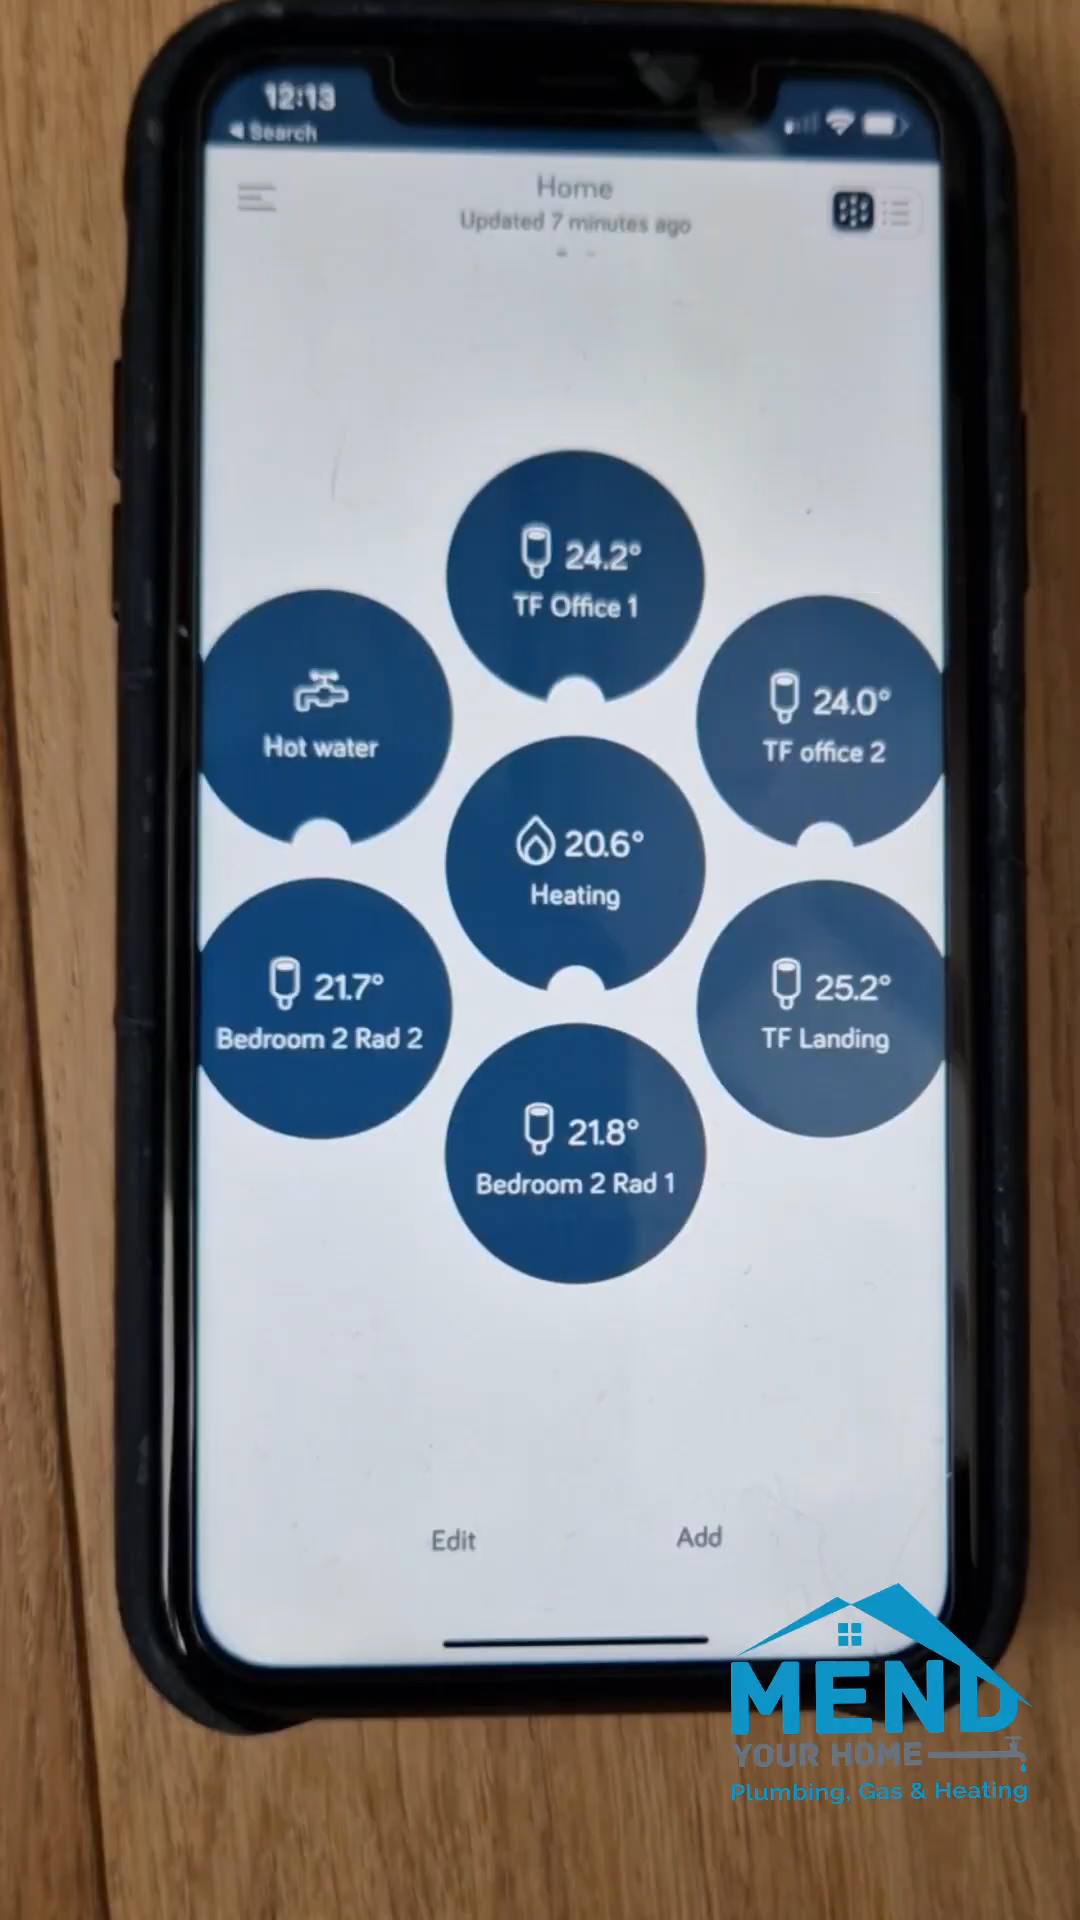 12:13
Search
Home
Updated 7 minutes ago
24.2°
TF Office 1
Hot water
24.0°
TF office 2
20.6°
Heating
21.7°
Bedroom 2 Rad 2
25.2°
TF Landing
21.8°
Bedroom 2 Rad 1
Edit
Add
MEND
YOUR HOME
Plumbing, Gas & Heating